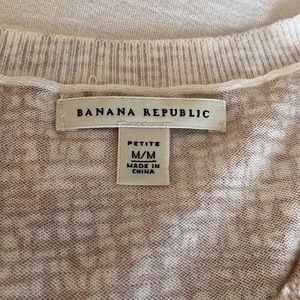 BANANA REPUBLIC
PETITE
M/M
MADE IN
CHINA